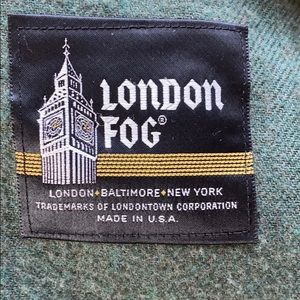 LONDON
FOG®
LONDON◆BALTIMORE◆NEW YORK
TRADEMARKS OF LONDONTOWN CORPORATION
MADE IN U.S.A.